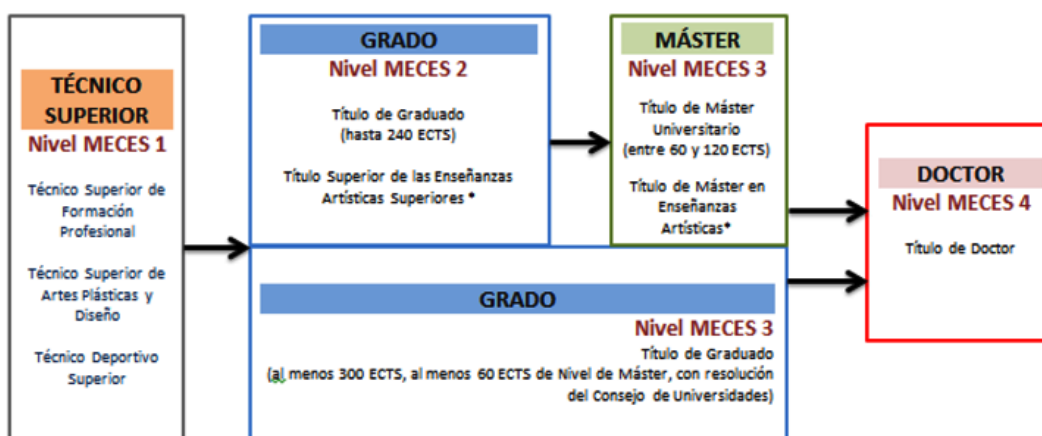 TÉCNICO
SUPERIOR
Nivel MECES 1
Técnico Superior de
Formación
Profesional
Técnico Superior de
Artes Plásticas y
Diseño
Técnico Deportivo
Superior
GRADO
Nivel MECES 2
Título de Graduado
(hasta 240 ECTS)
Título Superior de las Enseñanzas
Artísticas Superiores *
MÁSTER
Nivel MECES 3
Título de Máster
Universitario
(entre 60 y 120 ECTS)
Título de Máster en
Enseñanzas
Artísticas*
GRADO
Nivel MECES 3
Título de Graduado
(al menos 300 ECTS, al menos 60 ECTS de Nivel de Máster, con resolución
del Consejo de Universidades)
DOCTOR
Nivel MECES 4
Título de Doctor